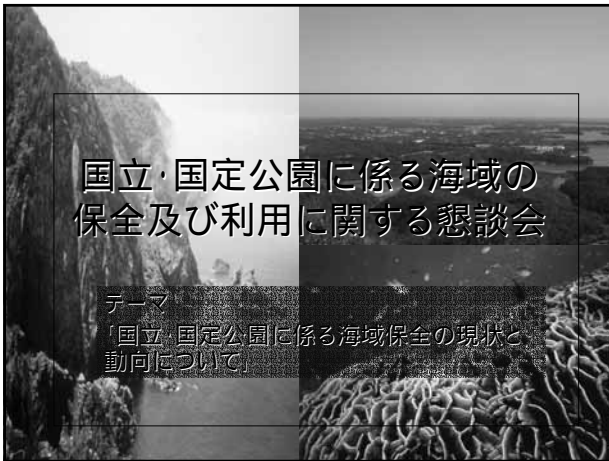 国立・国定公園に係る海域の
保全及び利用に関する懇談会
テーマ
「国立・国定公園に係る海域保全の現状と
動向について」